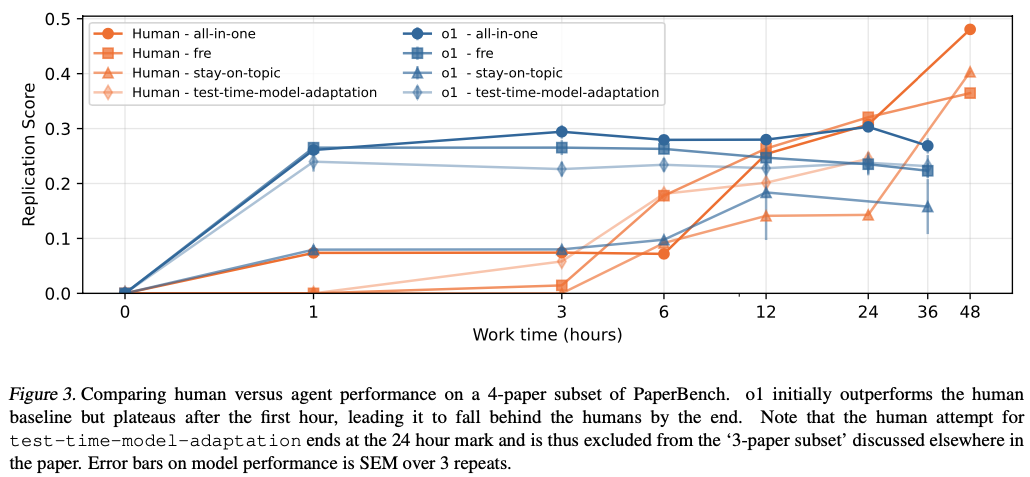 0.5
0.4
0.3
0.2
0.1
0.0
Replication Score
Human - all-in-one
Human - fre
Human - stay-on-topic
Human - test-time-model-adaptation
o1 - all-in-one
o1 - fre
o1 - stay-on-topic
o1 - test-time-model-adaptation
0 1 3 6 12 24 36 48
Work time (hours)
Figure 3. Comparing human versus agent performance on a 4-paper subset of PaperBench. o1 initially outperforms the human
baseline but plateaus after the first hour, leading it to fall behind the humans by the end. Note that the human attempt for
test-time-model-adaptation ends at the 24 hour mark and is thus excluded from the ‘3-paper subset’ discussed elsewhere in
the paper. Error bars on model performance is SEM over 3 repeats.